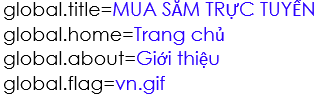 global.title=MUA SẮM TRỰC TUYẾN
global.home=Trang chủ
global.about=Giới thiệu
global.flag=vn.gif